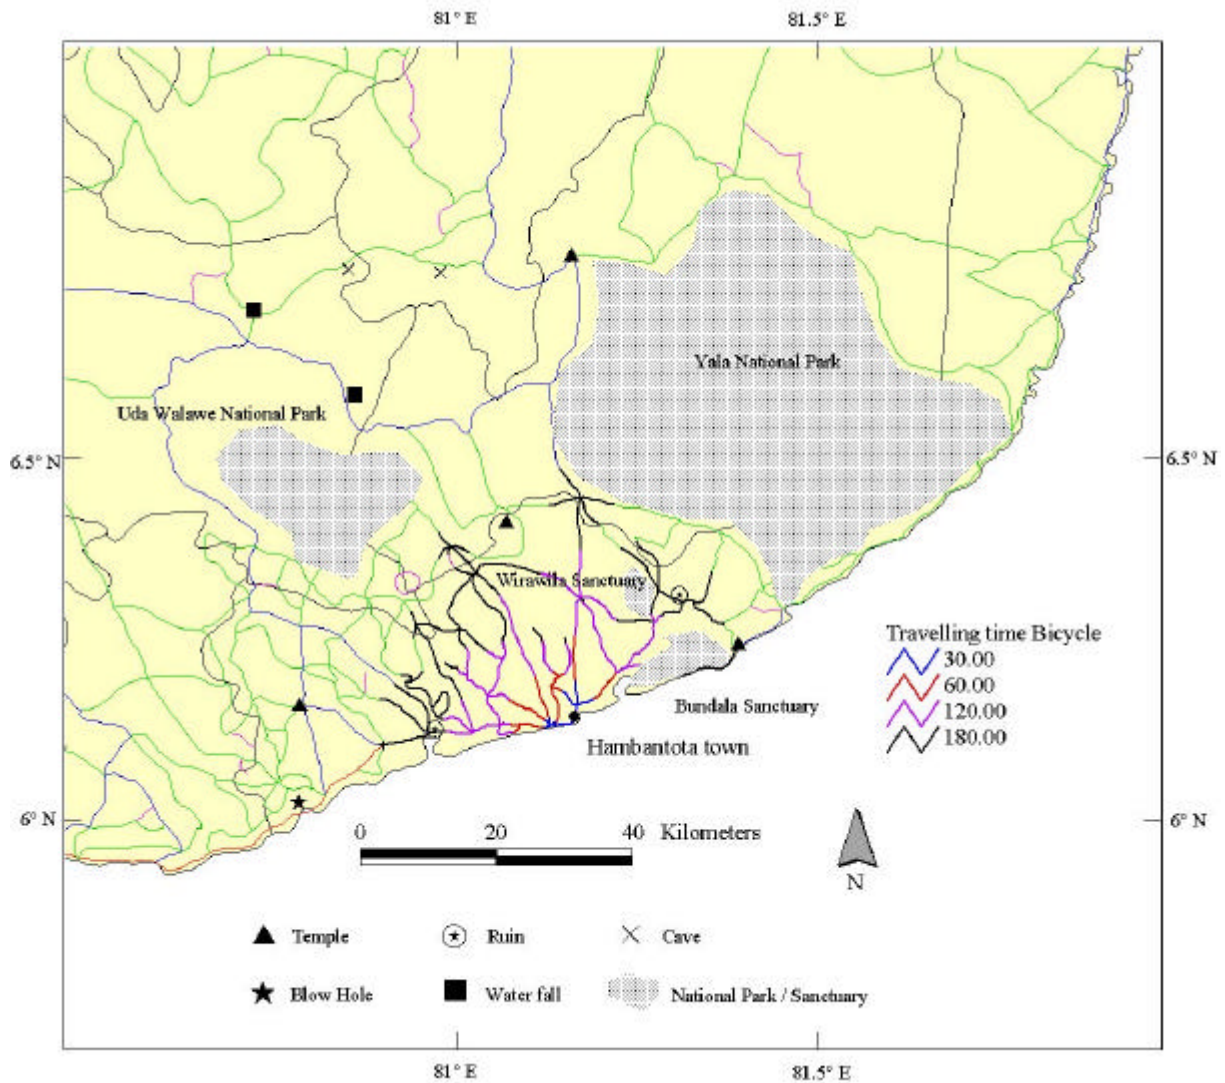 81° E 81.5° E
Yala National Park
Uda Walawe National Park
6.5° N 6.5° N
Wirawila Sanctuary
Travelling time Bicycle
30.00
60.00
120.00
180.00
Bundala Sanctuary
Hambantota town
6° N 6° N
0 20 40 Kilometers
N
Temple Ruin Cave
Blow Hole Water fall National Park / Sanctuary
81° E 81.5° E